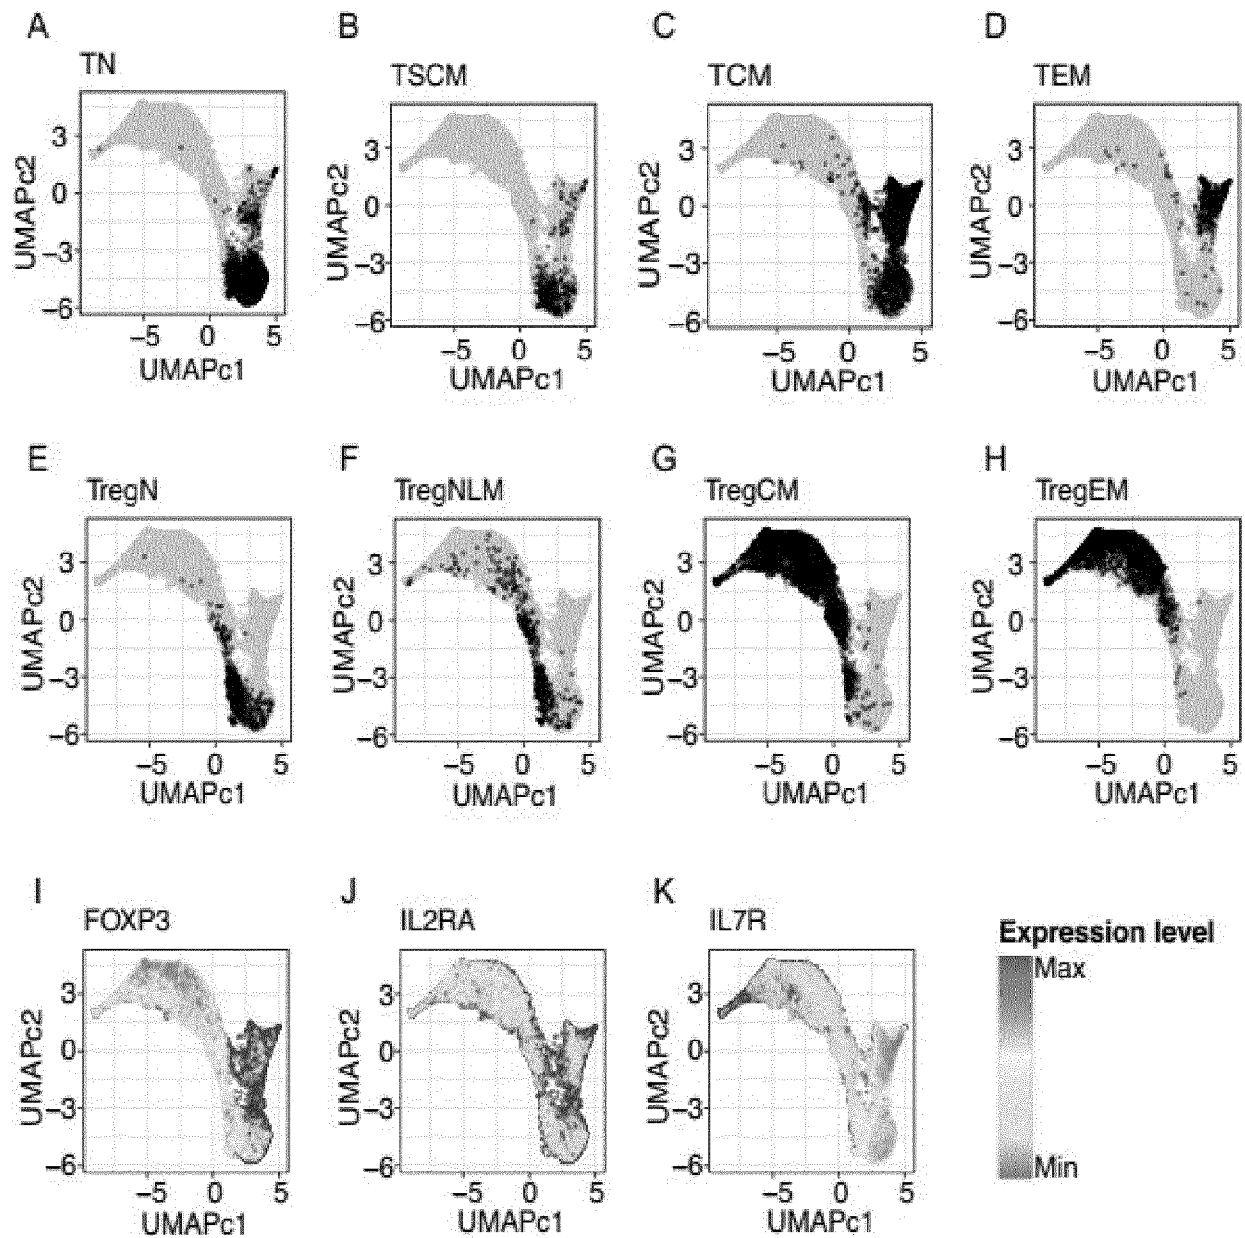 A
B
C
D
TN
TSCM
TCM
TEM
3
0
−3
−6
UMAPc2
−5
0
5
UMAPc1
3
0
−3
−6
UMAPc2
−5
0
5
UMAPc1
3
0
−3
−6
UMAPc2
−5
0
5
UMAPc1
3
0
−3
−6
UMAPc2
−5
0
5
UMAPc1
E
F
G
H
TregN
TregNLM
TregCM
TregEM
3
0
−3
−6
UMAPc2
−5
0
5
UMAPc1
3
0
−3
−6
UMAPc2
−5
0
5
UMAPc1
3
0
−3
−6
UMAPc2
−5
0
5
UMAPc1
3
0
−3
−6
UMAPc2
−5
0
5
UMAPc1
I
J
K
FOXP3
IL2RA
IL7R
3
0
−3
−6
UMAPc2
−5
0
5
UMAPc1
3
0
−3
−6
UMAPc2
−5
0
5
UMAPc1
3
0
−3
−6
UMAPc2
−5
0
5
UMAPc1
Expression level
Max
Min